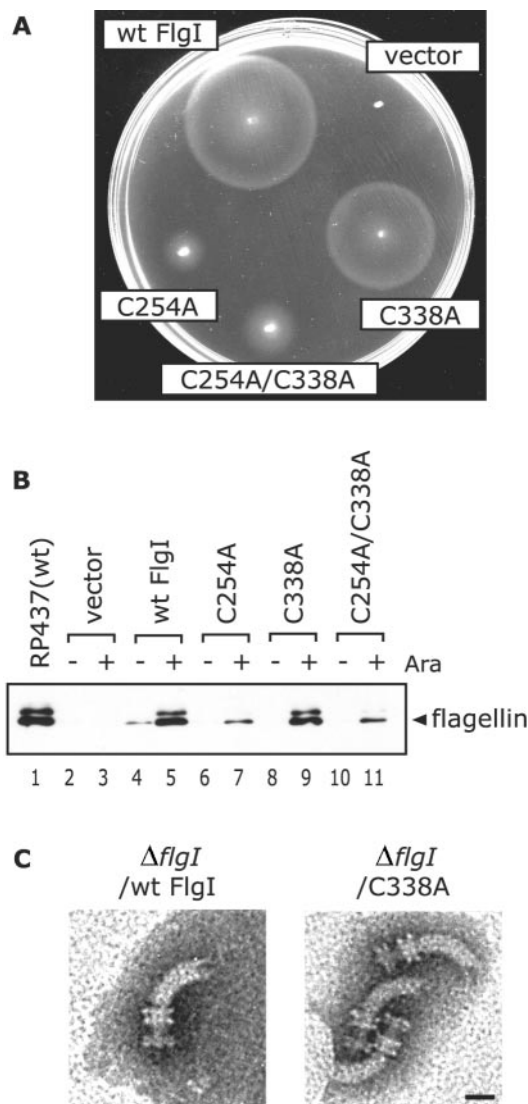 A
wt FlgI
vector
C254A
C338A
C254A/C338A
B
RP437(wt)
vector
wt FlgI
C254A
C338A
C254A/C338A
- + - + - + - + - + Ara
flagellin
1 2 3 4 5 6 7 8 9 10 11
C
ΔflgI
/wt FlgI
ΔflgI
/C338A